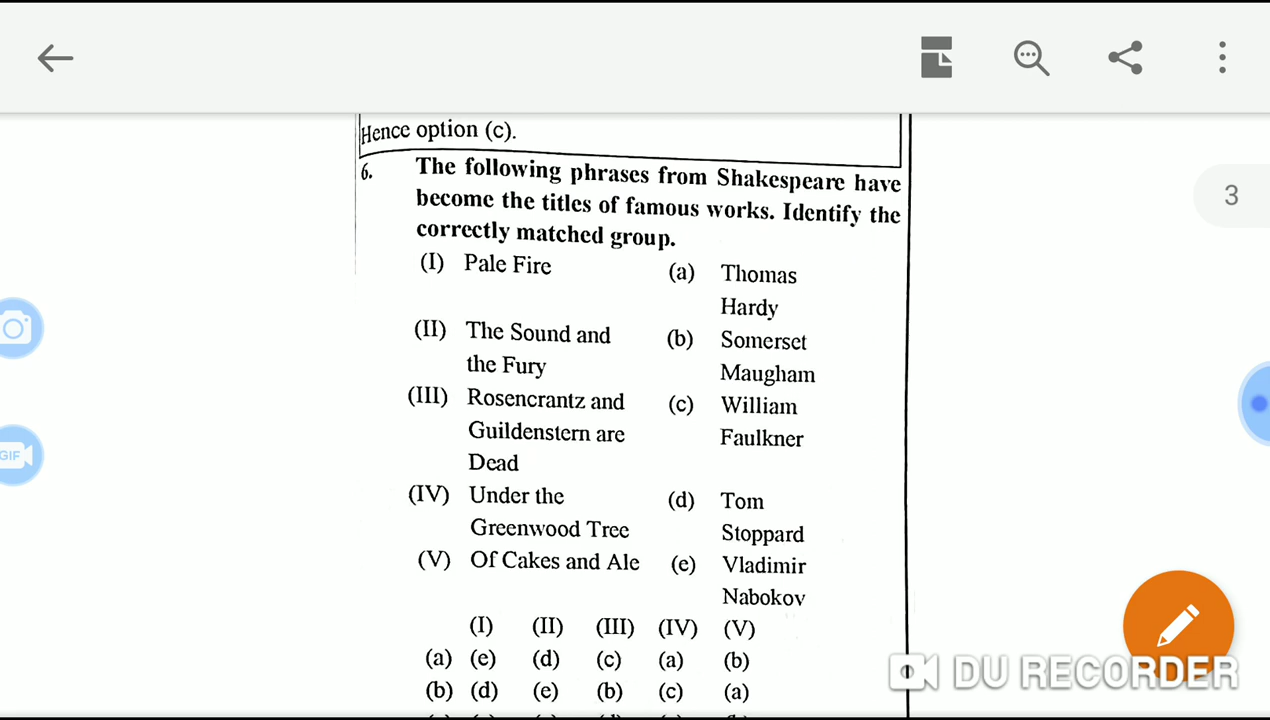 3
Hence option (c).
6. The following phrases from Shakespeare have
become the titles of famous works. Identify the
correctly matched group.
(I) Pale Fire (a) Thomas
Hardy
(II) The Sound and (b) Somerset
the Fury Maugham
(III) Rosencrantz and (c) William
Guildenstern are Faulkner
Dead
(IV) Under the (d) Tom
Greenwood Tree Stoppard
(V) Of Cakes and Ale (e) Vladimir
Nabokov
(I) (II) (III) (IV) (V)
(a) (e) (d) (c) (a) (b)
(b) (d) (e) (b) (c) (a)
GIF
DU RECORDER